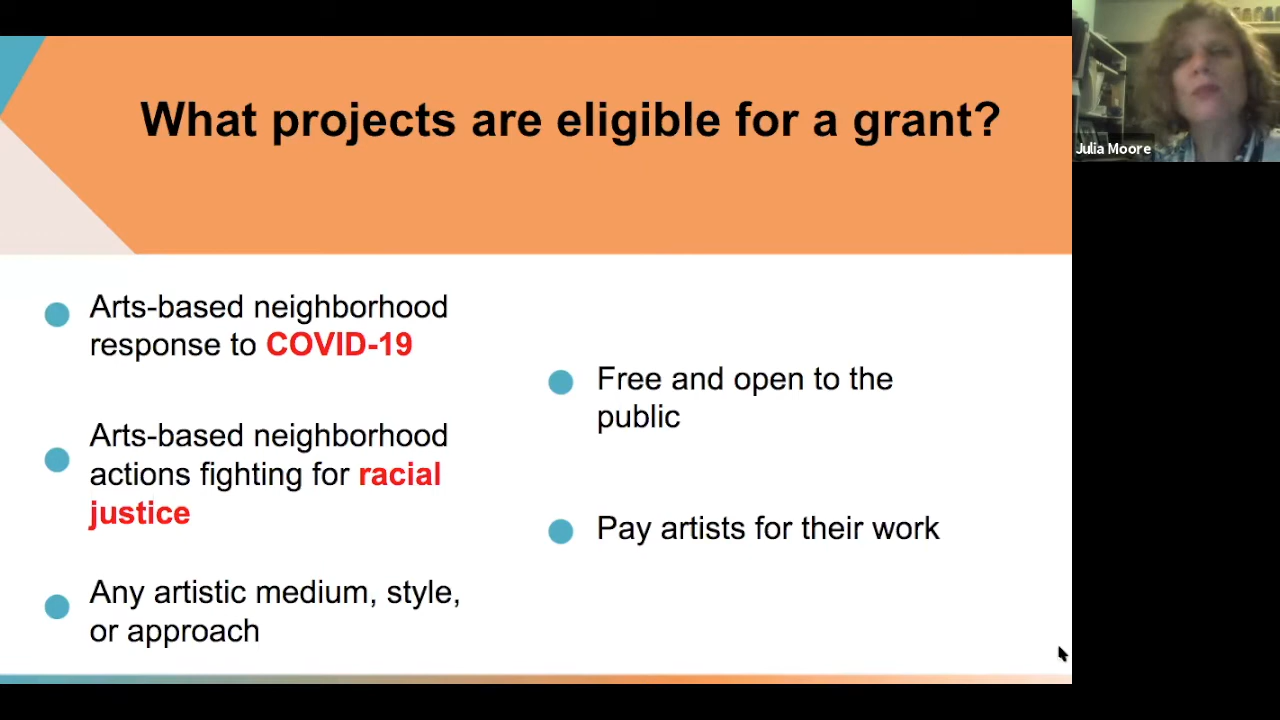 What projects are eligible for a grant?
Julia Moore
Arts-based neighborhood
response to COVID-19
Arts-based neighborhood
actions fighting for racial
justice
Any artistic medium, style,
or approach
Free and open to the
public
Pay artists for their work